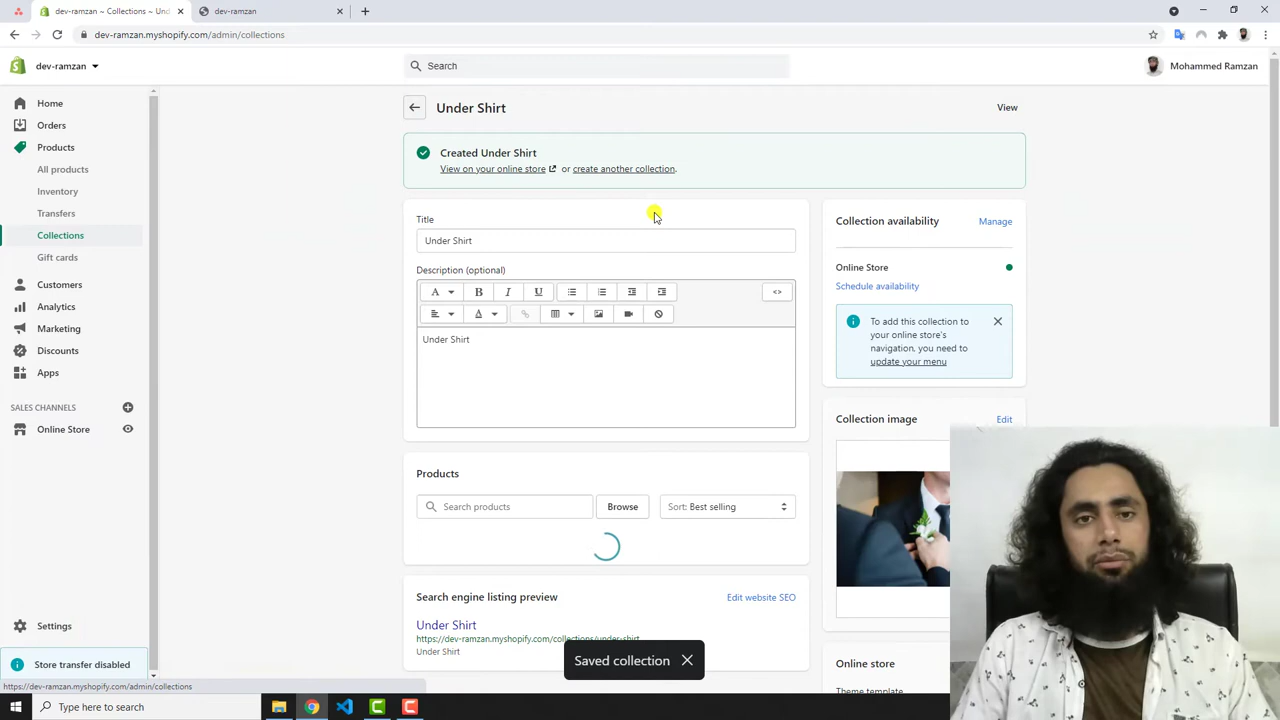 dev-ramzan ~ Collections ~ Und
dev-ramzan
dev-ramzan.myshopify.com/admin/collections
dev-ramzan
Search
Mohammed Ramzan
Home
Orders
Products
All products
Inventory
Transfers
Collections
Gift cards
Customers
Analytics
Marketing
Discounts
Apps
SALES CHANNELS
Online Store
Settings
Store transfer disabled
https://dev-ramzan.myshopify.com/admin/collections
Under Shirt
View
Created Under Shirt
View on your online store or create another collection.
Title
Under Shirt
Description (optional)
A B I U <>
A
Under Shirt
Products
Search products
Browse
Sort: Best selling
Search engine listing preview
Edit website SEO
Under Shirt
https://dev-ramzan.myshopify.com/collections/under-shirt
Under Shirt
Saved collection
Collection availability
Manage
Online Store
Schedule availability
To add this collection to
your online store's
navigation, you need to
update your menu
Collection image
Edit
Online store
Theme template
Type here to search